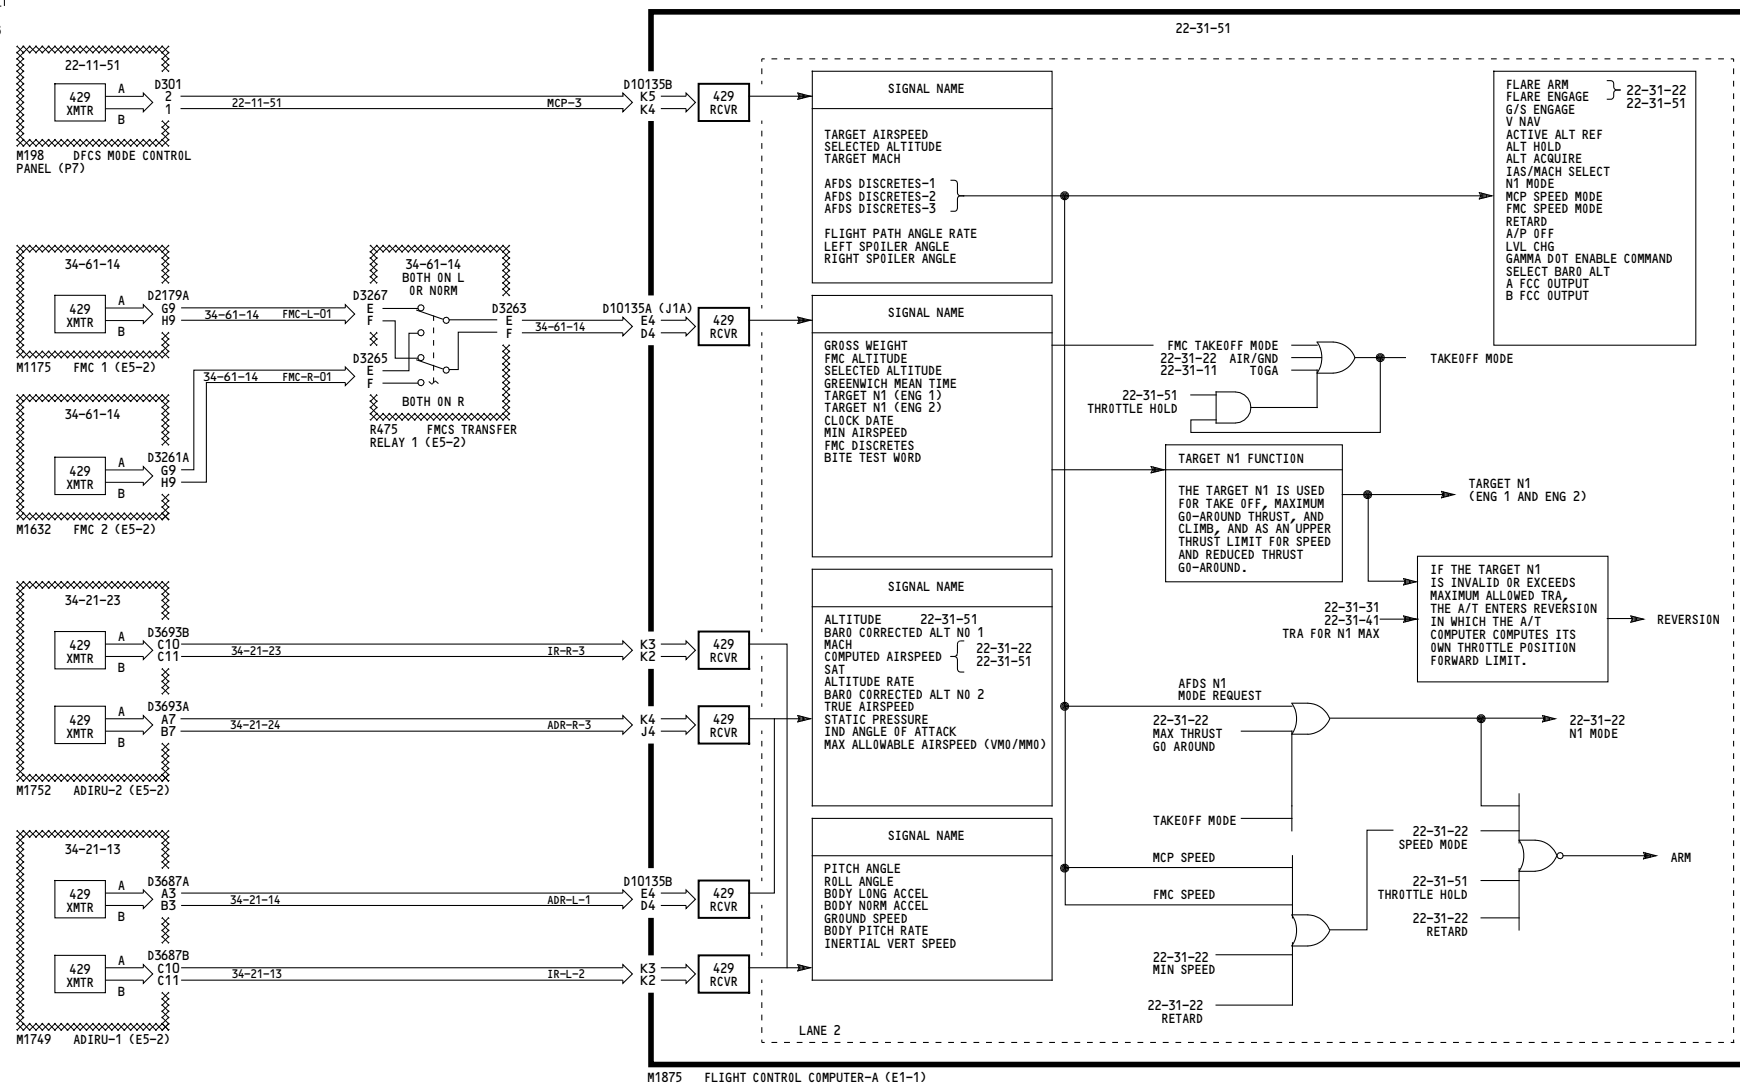 22-31-51
22-11-51
429
XMTR
A
B
D301
2
1
22-11-51
MCP-3
D10135B
K5
K4
429
RCVR
M198 DFCS MODE CONTROL
PANEL (P7)
34-61-14
429
XMTR
A
B
D2179A
G9
H9
34-61-14
FMC-L-01
M1175 FMC 1 (E5-2)
34-61-14
BOTH ON L
OR NORM
D3267
E
F
D3265
E
F
BOTH ON R
D3263
E
F
R475 FMCS TRANSFER
RELAY 1 (E5-2)
34-61-14
D10135A (J1A)
E4
D4
429
RCVR
34-61-14
FMC-R-01
34-61-14
429
XMTR
A
B
D3261A
G9
H9
M1632 FMC 2 (E5-2)
34-21-23
429
XMTR
A
B
D3693B
C10
C11
34-21-23
IR-R-3
K3
K2
429
RCVR
429
XMTR
A
B
D3693A
A7
B7
34-21-24
ADR-R-3
K4
J4
429
RCVR
M1752 ADIRU-2 (E5-2)
34-21-13
429
XMTR
A
B
D3687A
A3
B3
34-21-14
ADR-L-1
D10135B
E4
D4
429
RCVR
429
XMTR
A
B
D3687B
C10
C11
34-21-13
IR-L-2
K3
K2
429
RCVR
M1749 ADIRU-1 (E5-2)
SIGNAL NAME
TARGET AIRSPEED
SELECTED ALTITUDE
TARGET MACH
AFDS DISCRETES-1
AFDS DISCRETES-2
AFDS DISCRETES-3
FLIGHT PATH ANGLE RATE
LEFT SPOILER ANGLE
RIGHT SPOILER ANGLE
SIGNAL NAME
GROSS WEIGHT
FMC ALTITUDE
SELECTED ALTITUDE
GREENWICH MEAN TIME
TARGET N1 (ENG 1)
TARGET N1 (ENG 2)
CLOCK DATE
MIN AIRSPEED
FMC DISCRETES
BITE TEST WORD
SIGNAL NAME
ALTITUDE 22-31-51
BARO CORRECTED ALT NO 1
MACH
COMPUTED AIRSPEED
SAT
22-31-22
22-31-51
ALTITUDE RATE
BARO CORRECTED ALT NO 2
TRUE AIRSPEED
STATIC PRESSURE
IND ANGLE OF ATTACK
MAX ALLOWABLE AIRSPEED (VMO/MMO)
SIGNAL NAME
PITCH ANGLE
ROLL ANGLE
BODY LONG ACCEL
BODY NORM ACCEL
GROUND SPEED
BODY PITCH RATE
INERTIAL VERT SPEED
LANE 2
FLARE ARM
FLARE ENGAGE
22-31-22
22-31-51
G/S ENGAGE
V NAV
ACTIVE ALT REF
ALT HOLD
ALT ACQUIRE
IAS/MACH SELECT
N1 MODE
MCP SPEED MODE
FMC SPEED MODE
RETARD
A/P OFF
LVL CHG
GAMMA DOT ENABLE COMMAND
SELECT BARO ALT
A FCC OUTPUT
B FCC OUTPUT
FMC TAKEOFF MODE
22-31-22 AIR/GND
22-31-11 TOGA
TAKEOFF MODE
22-31-51
THROTTLE HOLD
TARGET N1 FUNCTION
THE TARGET N1 IS USED
FOR TAKE OFF, MAXIMUM
GO-AROUND THRUST, AND
CLIMB, AND AS AN UPPER
THRUST LIMIT FOR SPEED
AND REDUCED THRUST
GO-AROUND.
TARGET N1
(ENG 1 AND ENG 2)
22-31-31
22-31-41
TRA FOR N1 MAX
IF THE TARGET N1
IS INVALID OR EXCEEDS
MAXIMUM ALLOWED TRA,
THE A/T ENTERS REVERSION
IN WHICH THE A/T
COMPUTER COMPUTES ITS
OWN THROTTLE POSITION
FORWARD LIMIT.
REVERSION
AFDS N1
MODE REQUEST
22-31-22
MAX THRUST
GO AROUND
TAKEOFF MODE
22-31-22
N1 MODE
MCP SPEED
FMC SPEED
22-31-22
MIN SPEED
22-31-22
RETARD
22-31-22
SPEED MODE
22-31-51
THROTTLE HOLD
22-31-22
RETARD
ARM
M1875 FLIGHT CONTROL COMPUTER-A (E1-1)